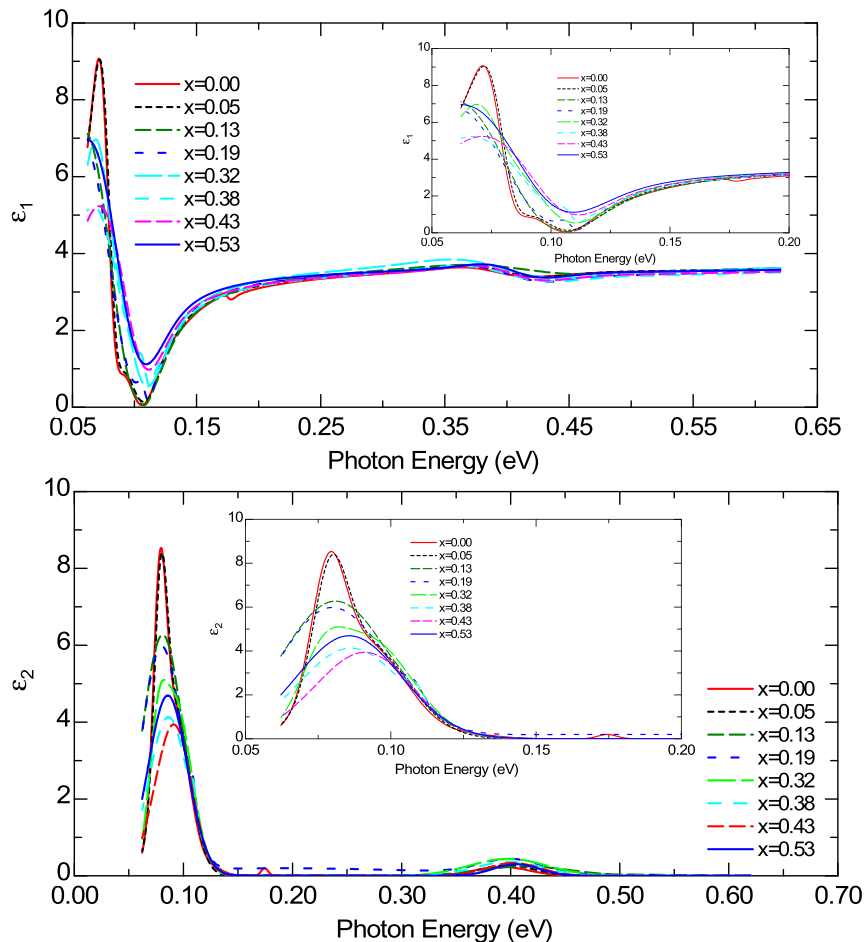 10
8
6
4
2
0
ε1
x=0.00
x=0.05
x=0.13
x=0.19
x=0.32
x=0.38
x=0.43
x=0.53
10
8
6
4
2
0
ε1
x=0.00
x=0.05
x=0.13
x=0.19
x=0.32
x=0.38
x=0.43
x=0.53
0.05 0.10 0.15 0.20
Photon Energy (eV)
0.05 0.15 0.25 0.35 0.45 0.55 0.65
Photon Energy (eV)
10
8
6
4
2
0
ε2
10
8
6
4
2
0
ε2
x=0.00
x=0.05
x=0.13
x=0.19
x=0.32
x=0.38
x=0.43
x=0.53
0.05 0.10 0.15 0.20
Photon Energy (eV)
x=0.00
x=0.05
x=0.13
x=0.19
x=0.32
x=0.38
x=0.43
x=0.53
0.00 0.10 0.20 0.30 0.40 0.50 0.60 0.70
Photon Energy (eV)